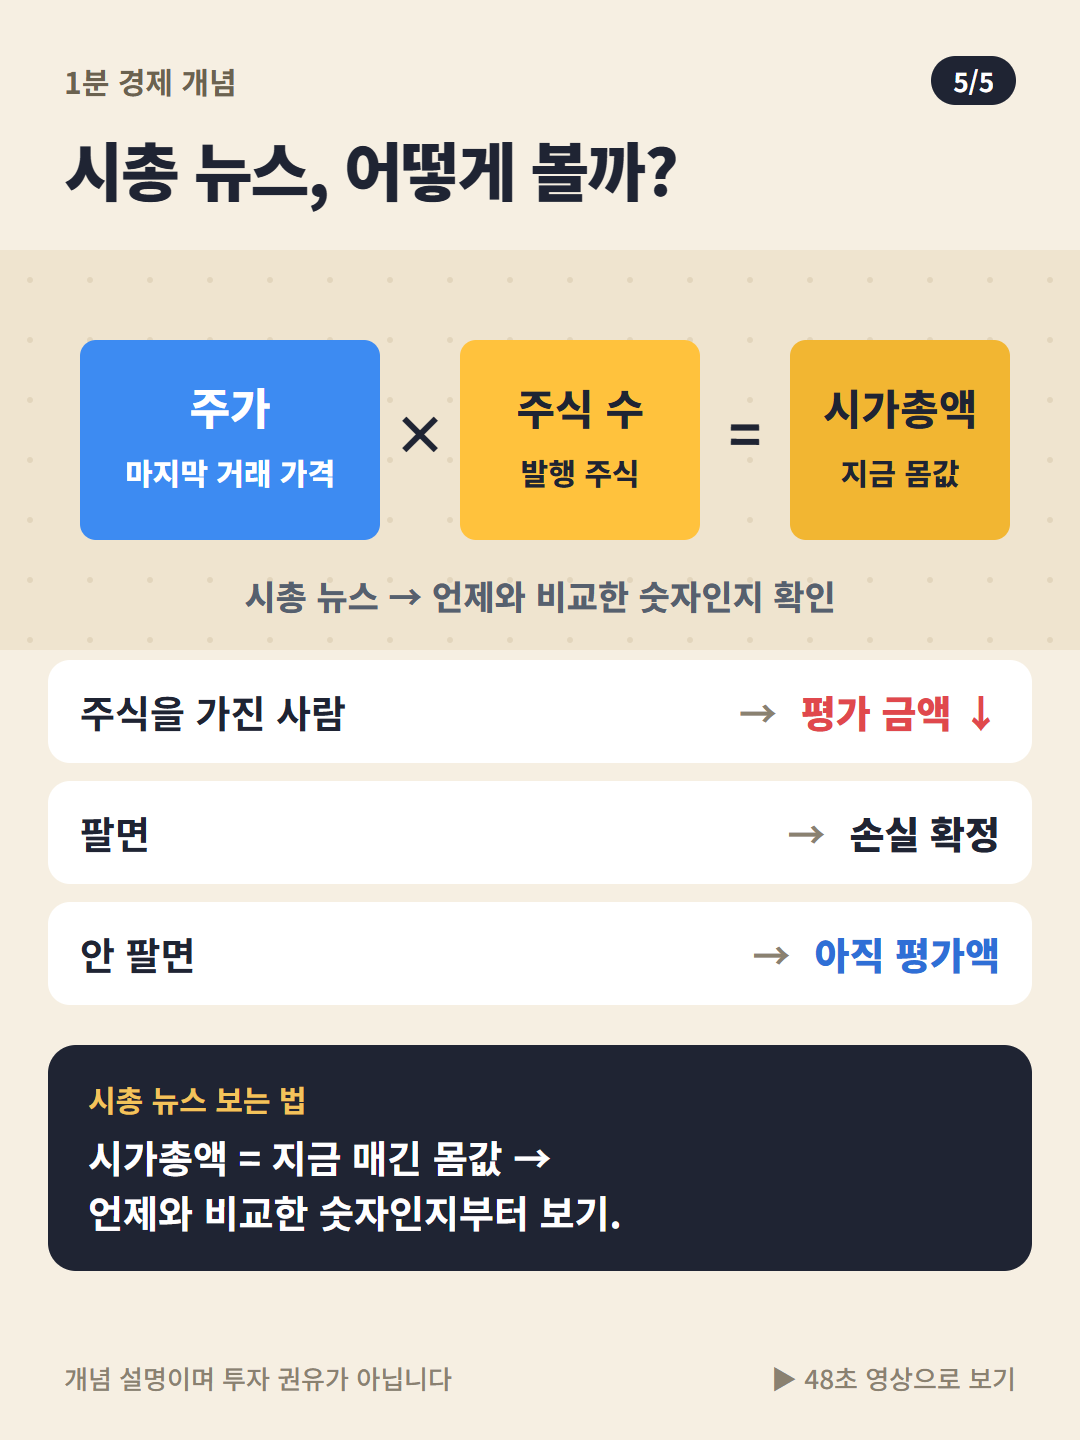 1분 경제 개념
5/5
시총 뉴스, 어떻게 볼까?
주가
마지막 거래 가격
×
주식 수
발행 주식
=
시가총액
지금 몸값
시총 뉴스 → 언제와 비교한 숫자인지 확인
주식을 가진 사람 → 평가 금액 ↓
팔면 → 손실 확정
안 팔면 → 아직 평가액
시총 뉴스 보는 법
시가총액 = 지금 매긴 몸값 →
언제와 비교한 숫자인지부터 보기.
개념 설명이며 투자 권유가 아닙니다
▶ 48초 영상으로 보기